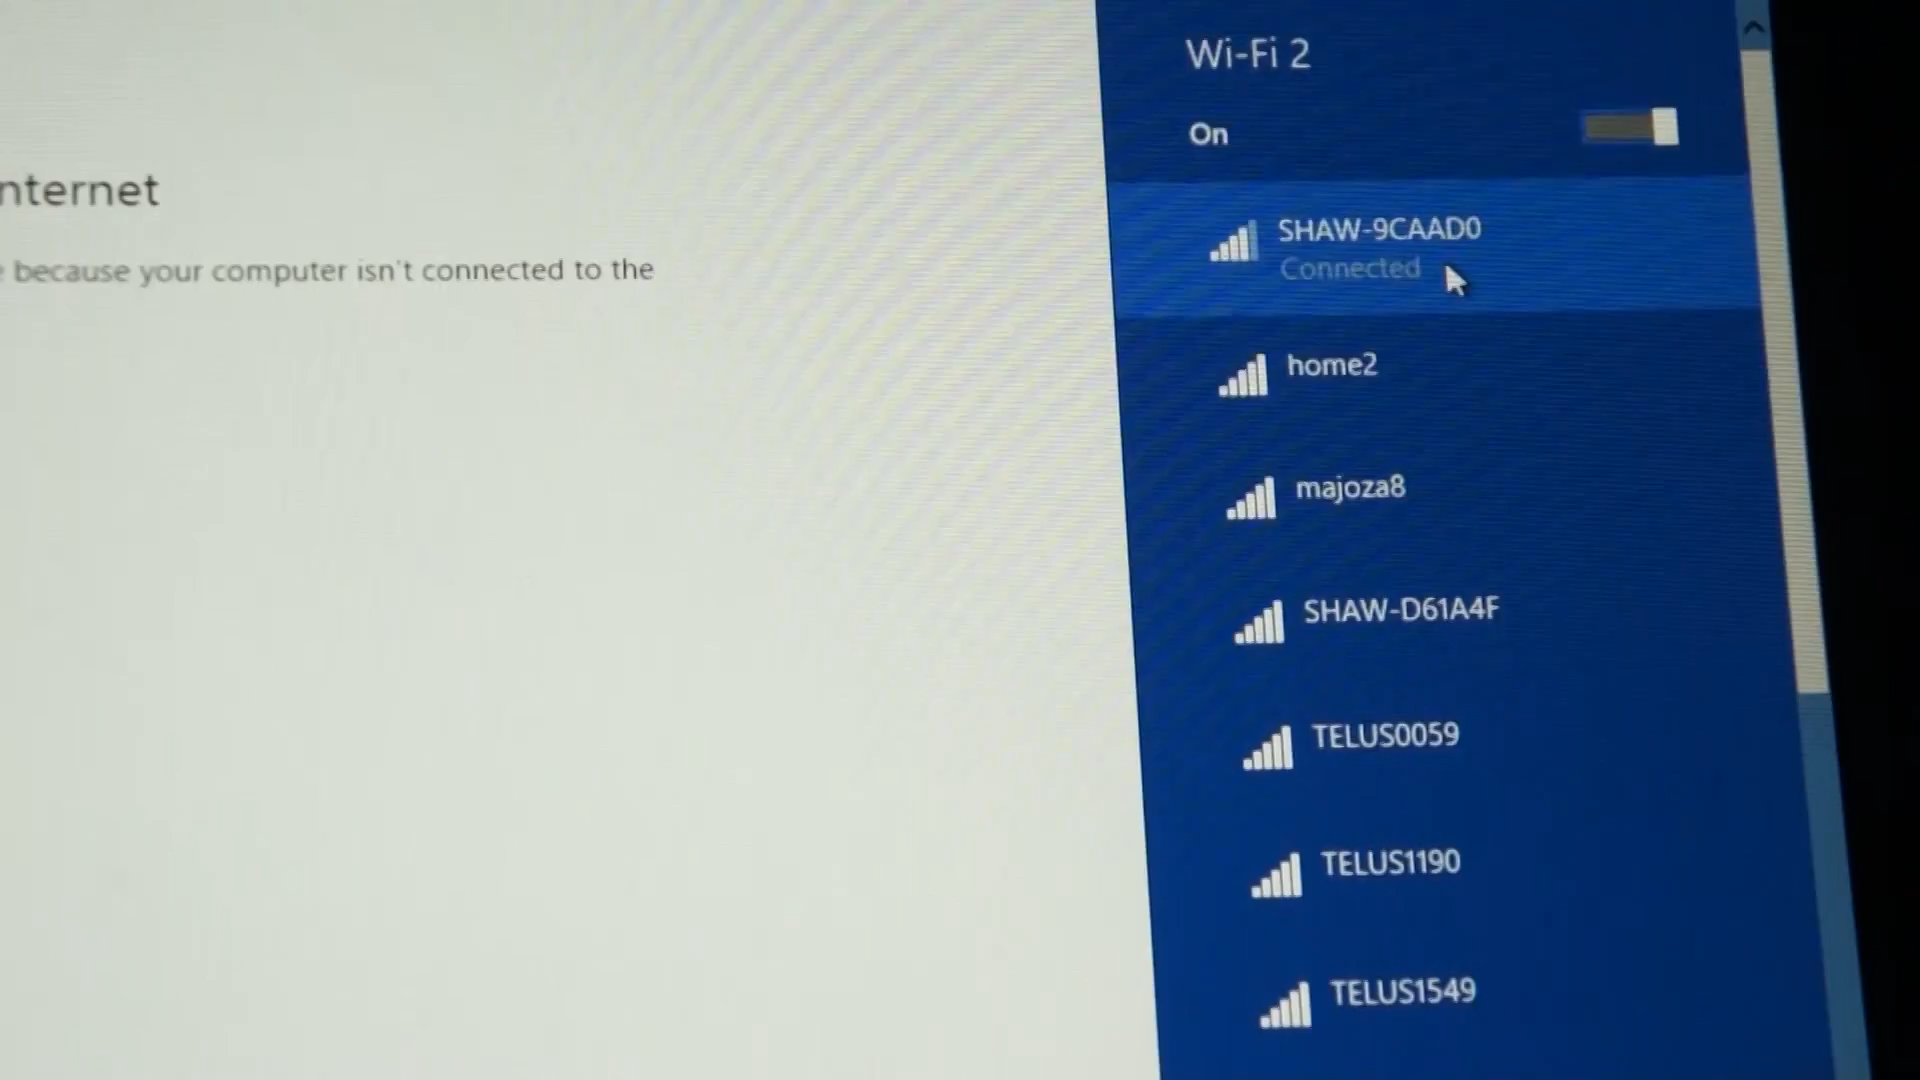 nternet
because your computer isn't connected to the
Wi-Fi 2
On
SHAW-9CAAD0
Connected
home2
majoza8
SHAW-D61A4F
TELUS0059
TELUS1190
TELUS1549